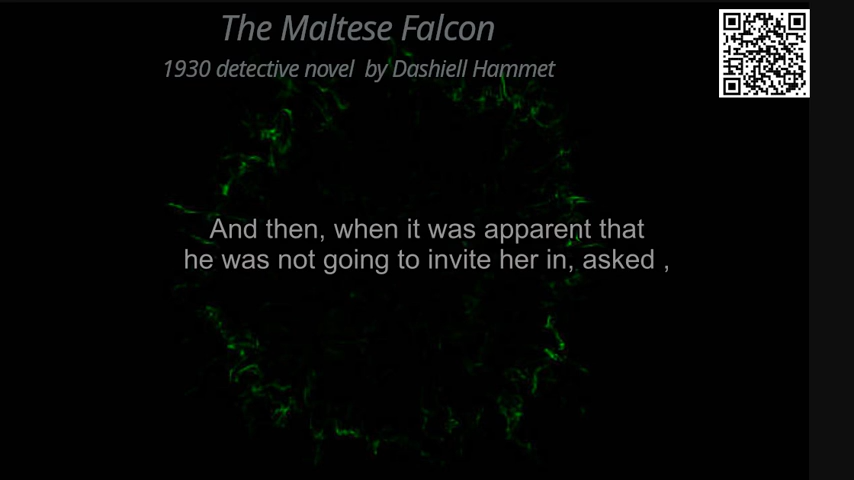 The Maltese Falcon
1930 detective novel by Dashiell Hammet
And then, when it was apparent that
he was not going to invite her in, asked ,